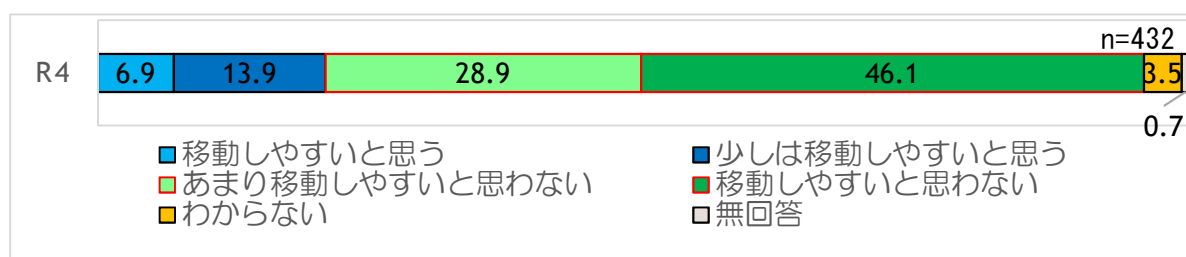 n=432
R4 6.9 13.9 28.9 46.1 3.5
0.7
移動しやすいと思う 少しは移動しやすいと思う
あまり移動しやすいと思わない 移動しやすいと思わない
わからない 無回答